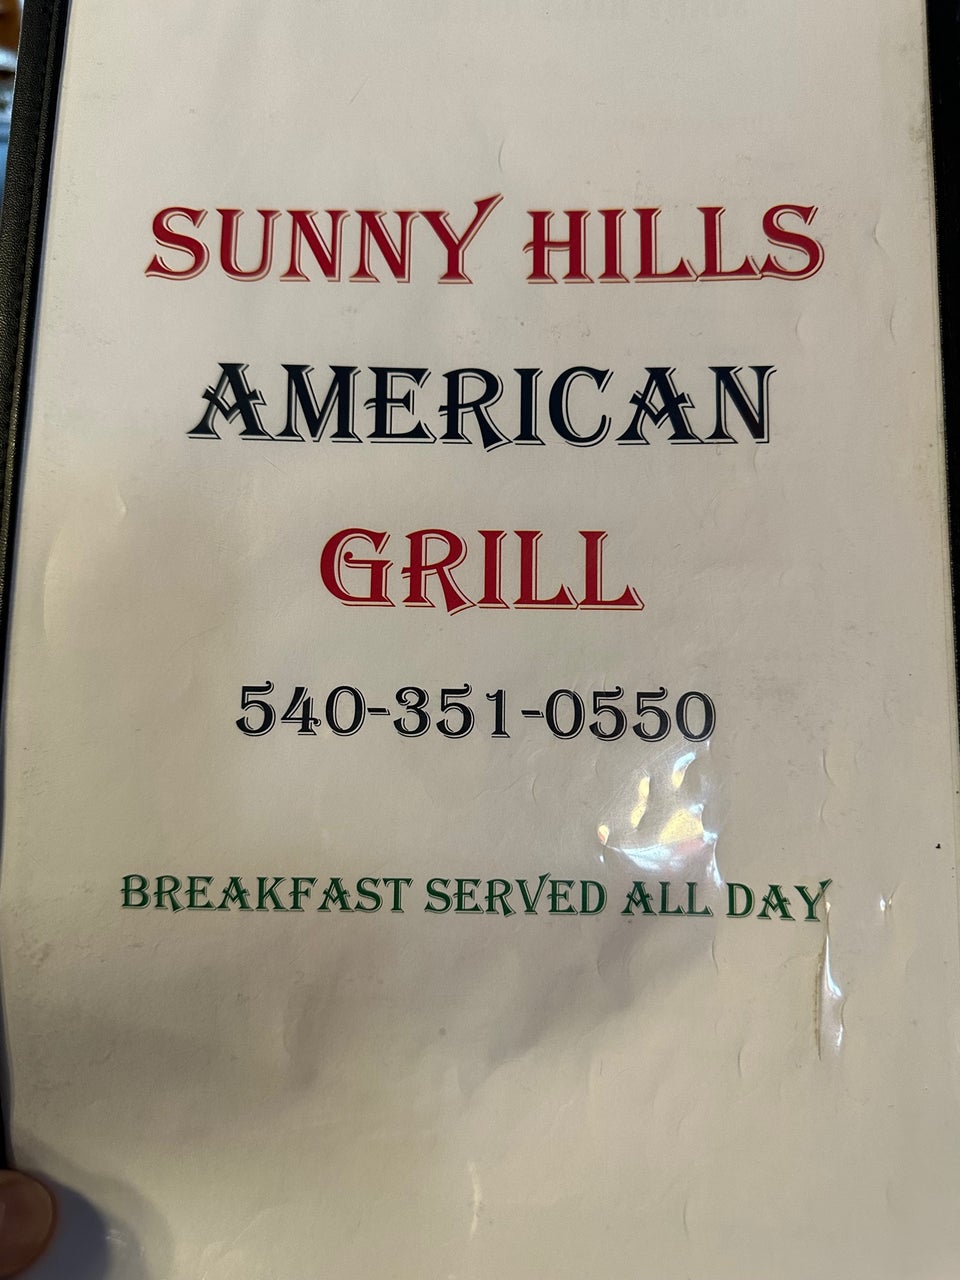 SUNNY HILLS
AMERICAN
GRILL
540-351-0550
BREAKFAST SERVED ALL DAY